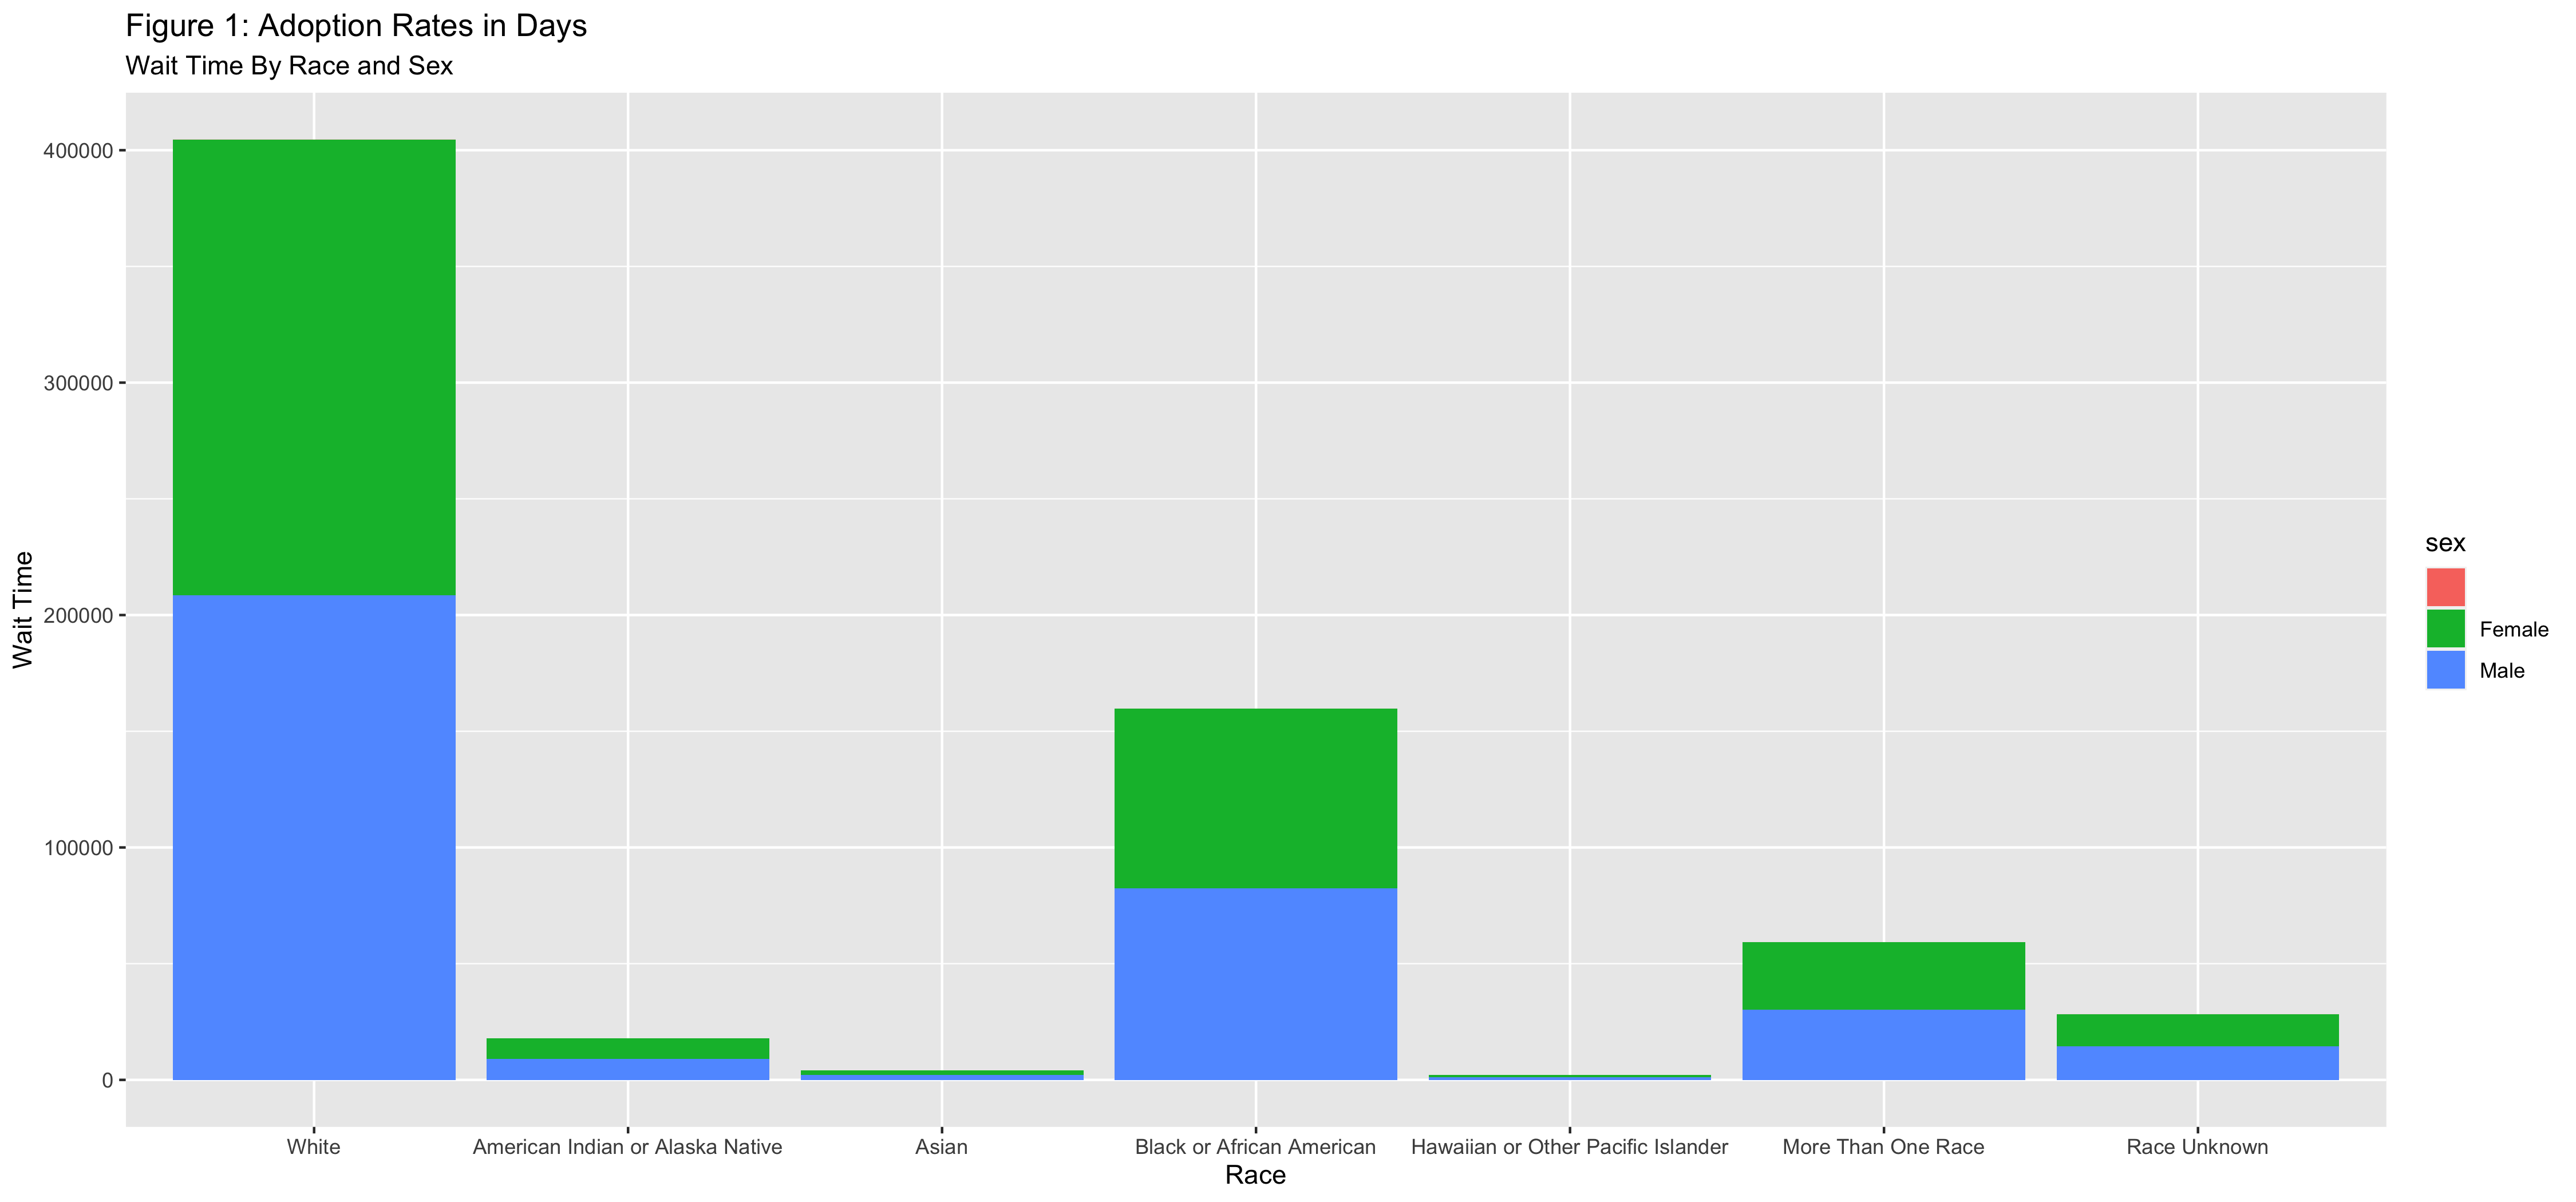 Figure 1: Adoption Rates in Days
Wait Time By Race and Sex
400000
300000
200000
100000
0
Wait Time
White
American Indian or Alaska Native
Asian
Black or African American
Hawaiian or Other Pacific Islander
More Than One Race
Race Unknown
Race
sex
Female
Male